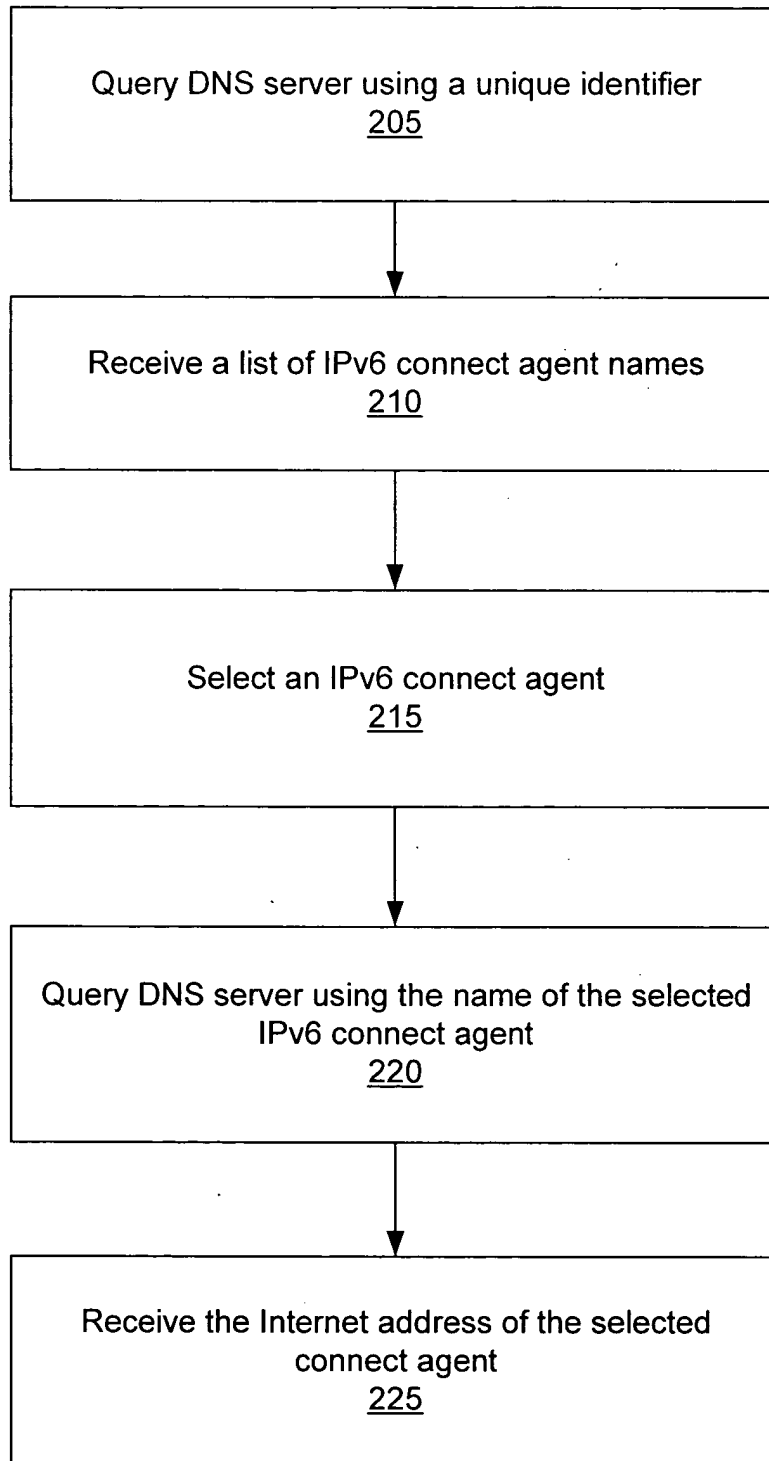 Query DNS server using a unique identifier
205
Receive a list of IPv6 connect agent names
210
Select an IPv6 connect agent
215
Query DNS server using the name of the selected
IPv6 connect agent
220
Receive the Internet address of the selected
connect agent
225